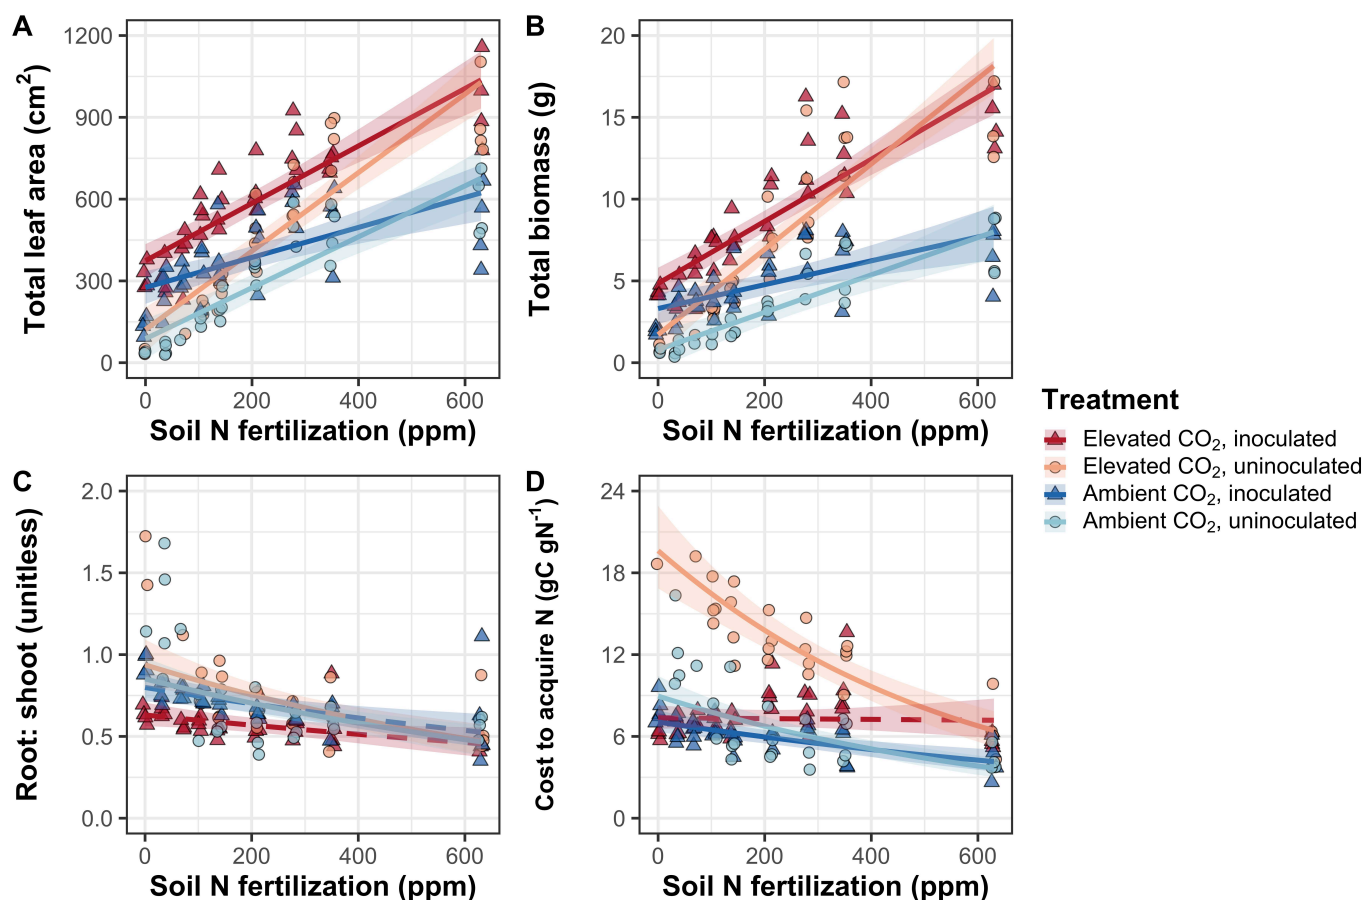 A
1200
900
600
300
0
Total leaf area (cm²)
0 200 400 600
Soil N fertilization (ppm)
B
20
15
10
5
0
Total biomass (g)
0 200 400 600
Soil N fertilization (ppm)
C
2.0
1.5
1.0
0.5
0.0
Root: shoot (unitless)
0 200 400 600
Soil N fertilization (ppm)
D
24
18
12
6
0
Cost to acquire N (gC gN⁻¹)
0 200 400 600
Soil N fertilization (ppm)
Treatment
Elevated CO₂, inoculated
Elevated CO₂, uninoculated
Ambient CO₂, inoculated
Ambient CO₂, uninoculated